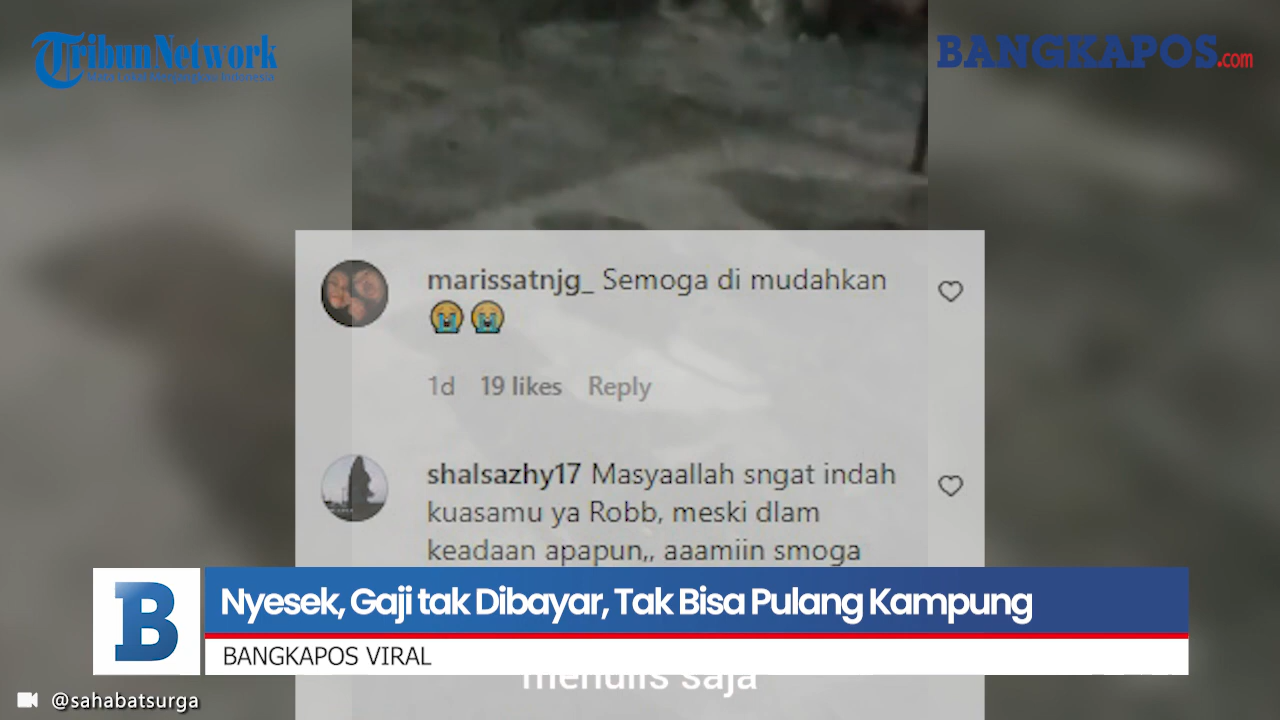 TribunNetwork
BANGKAPOS.com
marissatnjg_ Semoga di mudahkan
😭😭
1d 19 likes Reply
shalsazhy17 Masyaallah sngat indah
kuasamu ya Robb, meski dlam
keadaan apapun,, aaamiin smoga
B Nyesek, Gaji tak Dibayar, Tak Bisa Pulang Kampung
BANGKAPOS VIRAL
menulis saja
@sahabatsurga